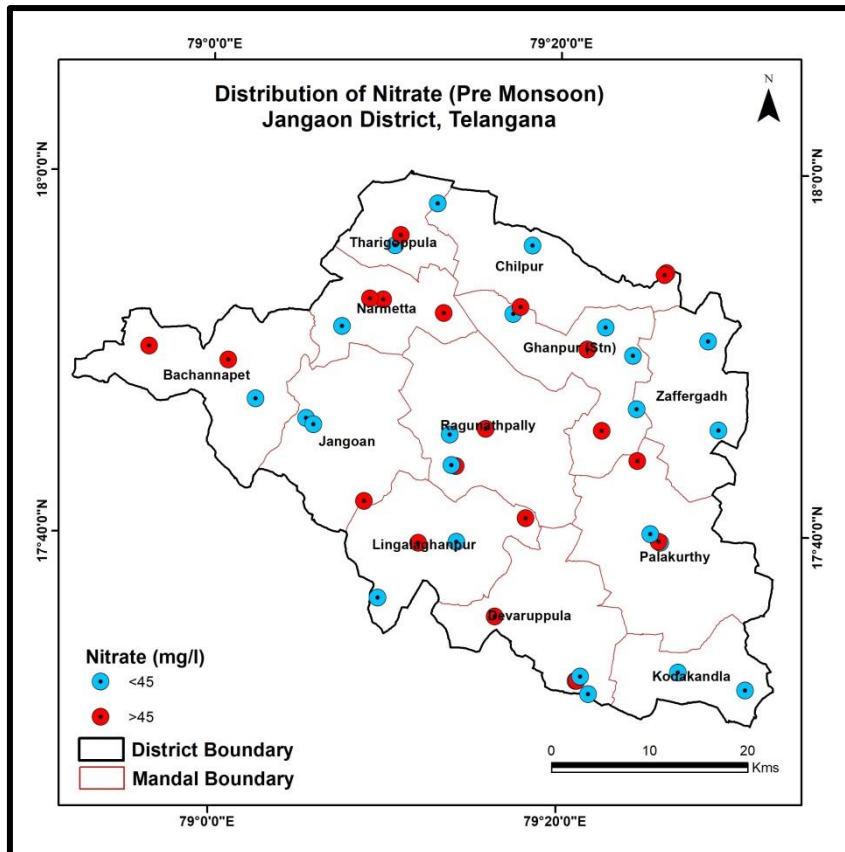 79°0'0"E 79°20'0"E
N
Distribution of Nitrate (Pre Monsoon)
Jangaon District, Telangana
18°0'0"N 18°0'0"N
Tharigoppula
Chilpur
Narmetta
Ghanpur (Stn)
Bachannapet
Zaffergadh
Ragunathpally
Jangoan
17°40'0"N 17°40'0"N
Lingalaghanpur
Palakurthy
Devaruppula
Nitrate (mg/l)
Kodakandla
<45
>45
District Boundary
Mandal Boundary
0 10 20
Kms
79°0'0"E 79°20'0"E